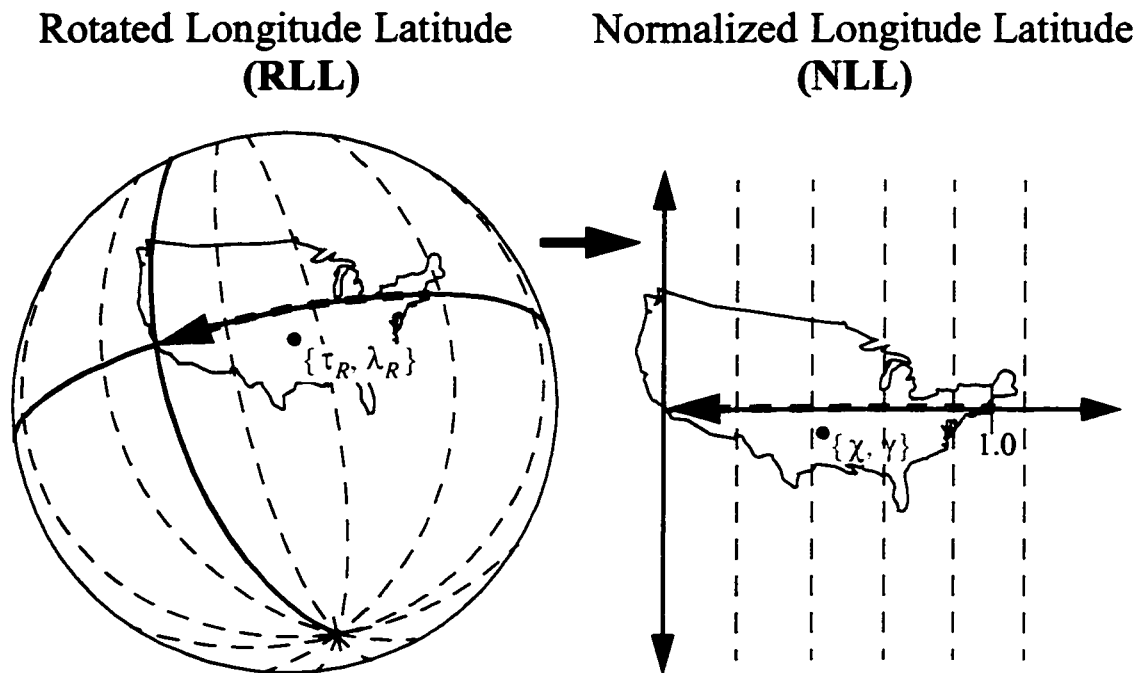 Rotated Longitude Latitude
(RLL)
Normalized Longitude Latitude
(NLL)
{τ_R, λ_R}
{χ, γ}
1.0